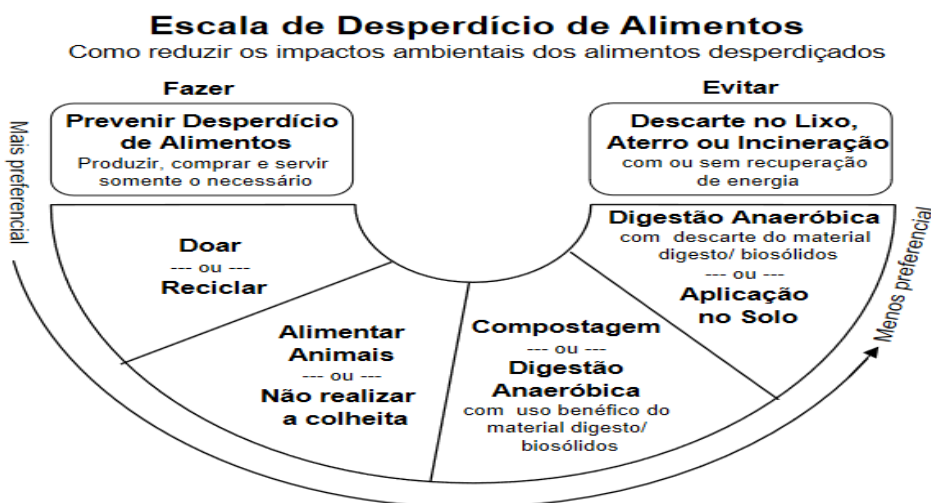 Escala de Desperdício de Alimentos
Como reduzir os impactos ambientais dos alimentos desperdiçados
Fazer
Prevenir Desperdício
de Alimentos
Produzir, comprar e servir
somente o necessário
Evitar
Descarte no Lixo,
Aterro ou Incineração
com ou sem recuperação
de energia
Mais preferencial
Doar
--- ou ---
Reciclar
Alimentar
Animais
--- ou ---
Não realizar
a colheita
Compostagem
--- ou ---
Digestão
Anaeróbica
com uso benéfico do
material digesto/
biosólidos
Digestão Anaeróbica
com descarte do material
digesto/ biosólidos
--- ou ---
Aplicação
no Solo
Menos preferencial